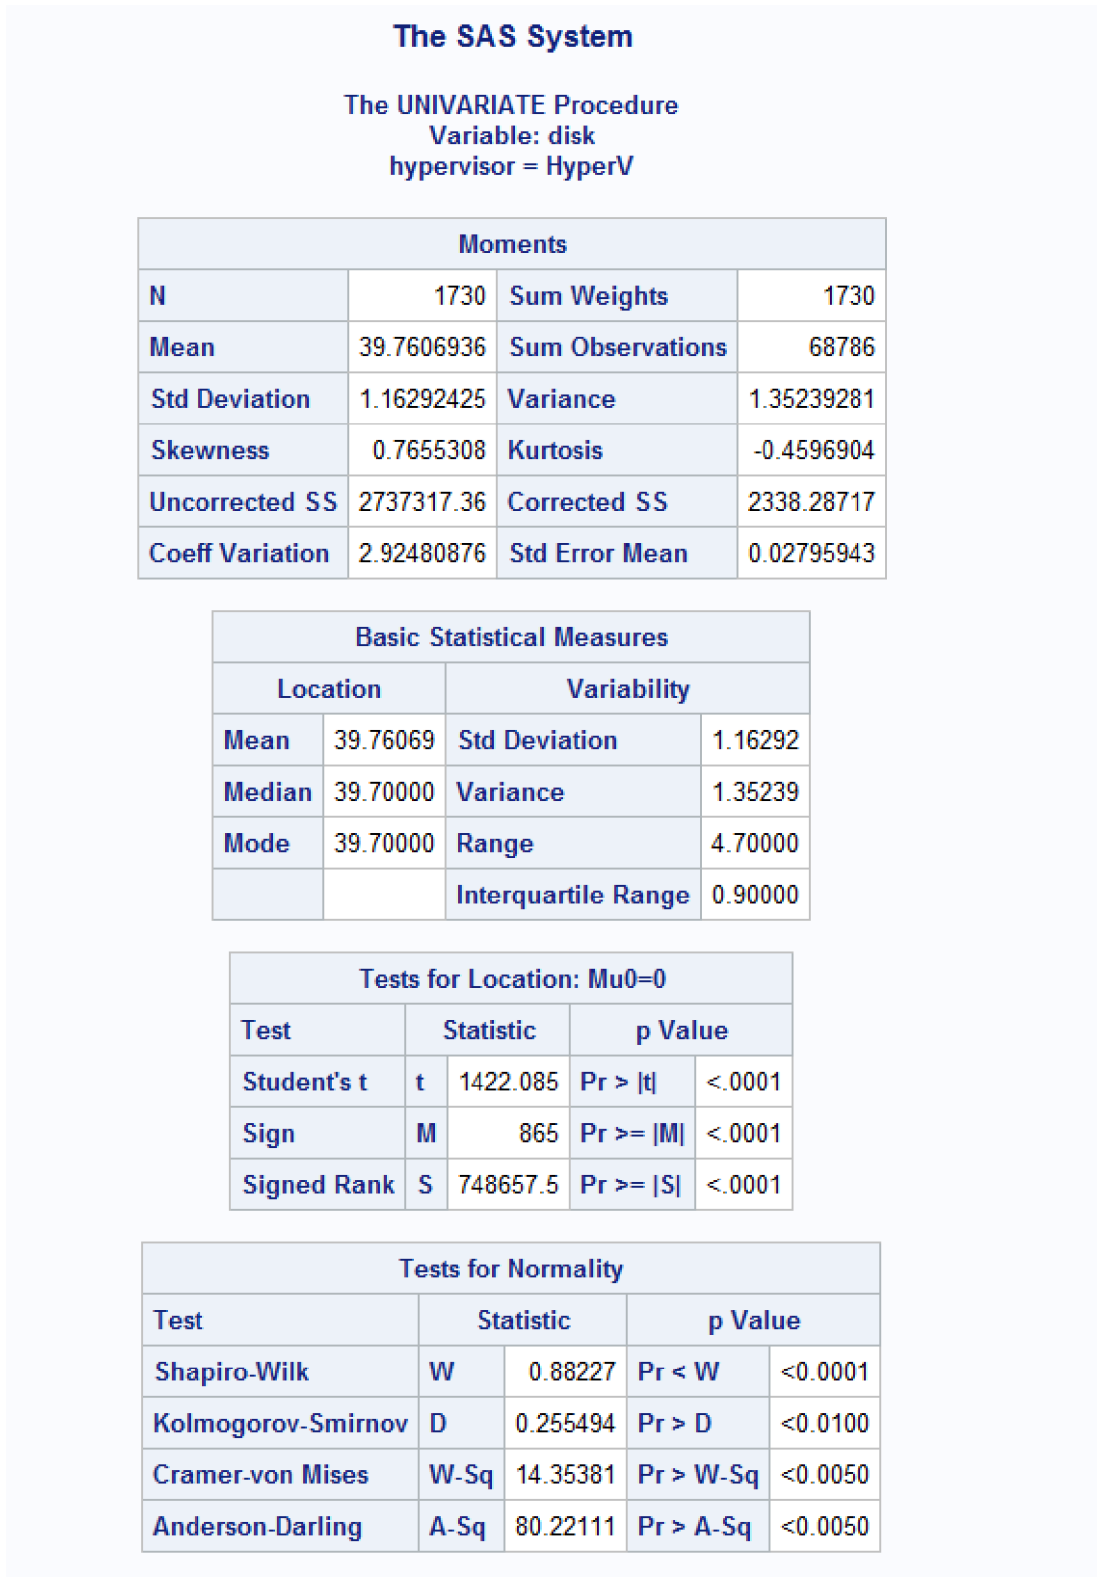 The SAS System
The UNIVARIATE Procedure
Variable: disk
hypervisor = HyperV
Moments
N 1730 Sum Weights 1730
Mean 39.7606936 Sum Observations 68786
Std Deviation 1.16292425 Variance 1.35239281
Skewness 0.7655308 Kurtosis -0.4596904
Uncorrected SS 2737317.36 Corrected SS 2338.28717
Coeff Variation 2.92480876 Std Error Mean 0.02795943
Basic Statistical Measures
Location Variability
Mean 39.76069 Std Deviation 1.16292
Median 39.70000 Variance 1.35239
Mode 39.70000 Range 4.70000
Interquartile Range 0.90000
Tests for Location: Mu0=0
Test Statistic p Value
Student's t t 1422.085 Pr > |t| <.0001
Sign M 865 Pr >= |M| <.0001
Signed Rank S 748657.5 Pr >= |S| <.0001
Tests for Normality
Test Statistic p Value
Shapiro-Wilk W 0.88227 Pr < W <0.0001
Kolmogorov-Smirnov D 0.255494 Pr > D <0.0100
Cramer-von Mises W-Sq 14.35381 Pr > W-Sq <0.0050
Anderson-Darling A-Sq 80.22111 Pr > A-Sq <0.0050